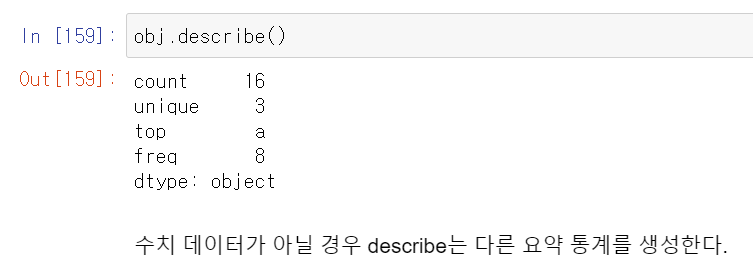 In [159]: obj.describe()
Out[159]: count 16
unique 3
top a
freq 8
dtype: object
수치 데이터가 아닐 경우 describe는 다른 요약 통계를 생성한다.